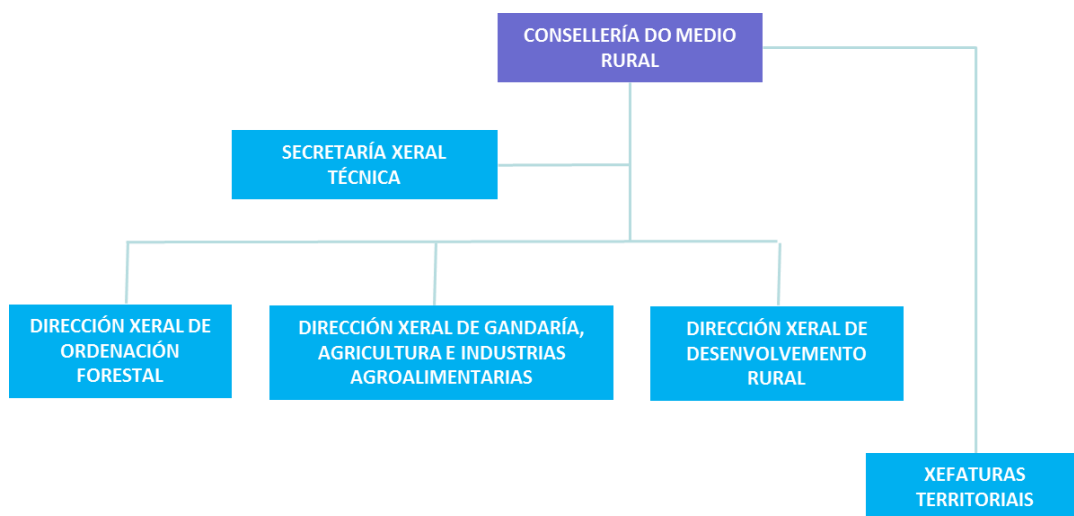 CONSELLERÍA DO MEDIO
RURAL
SECRETARÍA XERAL
TÉCNICA
DIRECCIÓN XERAL DE
ORDENACIÓN
FORESTAL
DIRECCIÓN XERAL DE GANDARÍA,
AGRICULTURA E INDUSTRIAS
AGROALIMENTARIAS
DIRECCIÓN XERAL DE
DESENVOLVEMENTO
RURAL
XEFATURAS
TERRITORIAIS